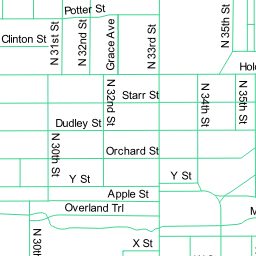 Potter St
Clinton St
N 31st St
N 32nd St
Grace Ave
N 33rd St
N 35th St
Hol
Starr St
N 32nd St
N 34th St
N 35th St
Dudley St
N 30th St
Orchard St
Y St
Y St
Apple St
Overland Trl
M
N 30th
X St